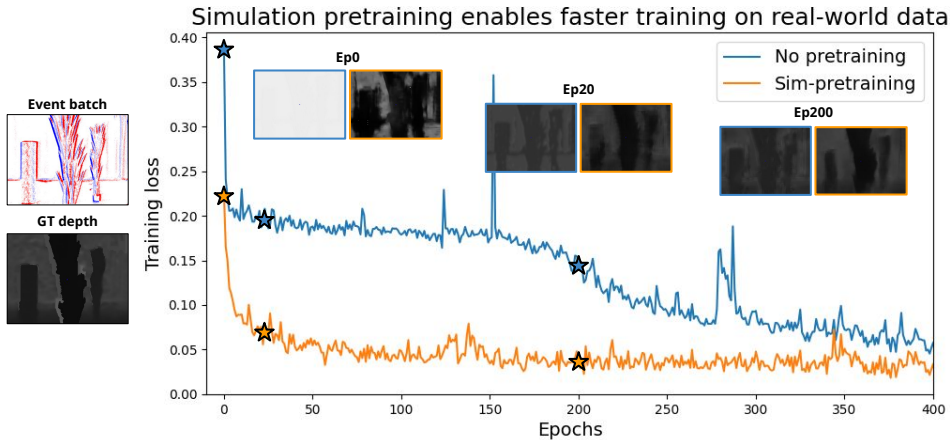 Simulation pretraining enables faster training on real-world data
Event batch
GT depth
Training loss
0.40
0.35
0.30
0.25
0.20
0.15
0.10
0.05
0.00
Ep0
Ep20
No pretraining
Sim-pretraining
Ep200
0
50
100
150
200
250
300
350
400
Epochs